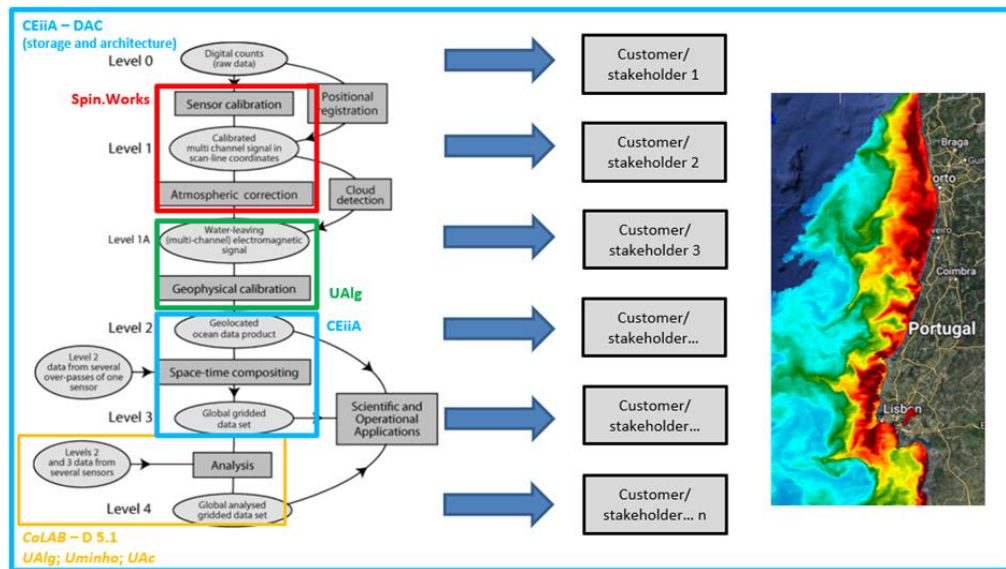 CEiiA – DAC
(storage and architecture)
Level 0
Digital counts
(raw data)
Spin.Works
Sensor calibration
Positional
registration
Level 1
Calibrated
multi channel signal in
scan-line coordinates
Atmospheric correction
Cloud
detection
Level 1A
Water-leaving
(multi-channel) electromagnetic
signal
Geophysical calibration
UAlg
Level 2
Geolocated
ocean data product
CEiiA
Level 2
data from several
over-passes of one
sensor
Space-time compositing
Level 3
Global gridded
data set
Scientific and
Operational
Applications
Levels 2
and 3 data from
several sensors
Analysis
Level 4
Global analysed
gridded data set
CoLAB – D 5.1
UAlg; Uminho; UAc
Customer/
stakeholder 1
Customer/
stakeholder 2
Customer/
stakeholder 3
Customer/
stakeholder...
Customer/
stakeholder...
Customer/
stakeholder... n
Braga
orto
veiro
Coimbra
Portugal
Lisbon